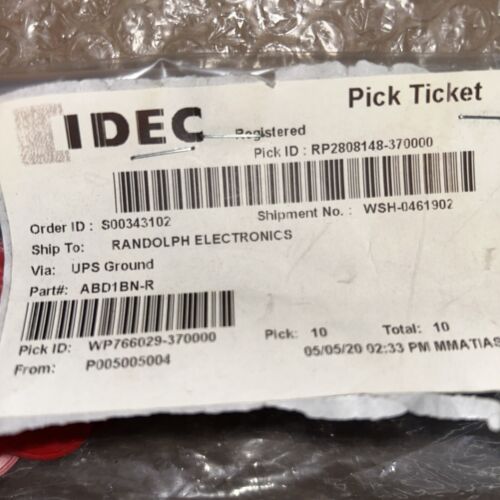 IDEC
Pick Ticket
Registered
Pick ID : RP2808148-370000
Order ID : S00343102
Shipment No. : WSH-0461902
Ship To: RANDOLPH ELECTRONICS
Via: UPS Ground
Part#: ABD1BN-R
Pick ID: WP766029-370000
Pick: 10 Total: 10
From: P005005004
05/05/20 02:33 PM MMATIAS